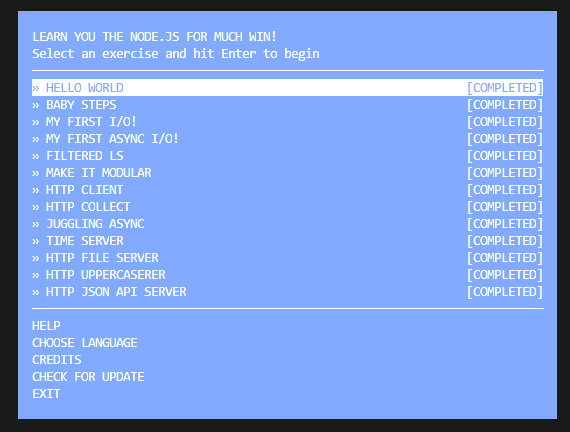 LEARN YOU THE NODE.JS FOR MUCH WIN!
Select an exercise and hit Enter to begin
» HELLO WORLD [COMPLETED]
» BABY STEPS [COMPLETED]
» MY FIRST I/O! [COMPLETED]
» MY FIRST ASYNC I/O! [COMPLETED]
» FILTERED LS [COMPLETED]
» MAKE IT MODULAR [COMPLETED]
» HTTP CLIENT [COMPLETED]
» HTTP COLLECT [COMPLETED]
» JUGGLING ASYNC [COMPLETED]
» TIME SERVER [COMPLETED]
» HTTP FILE SERVER [COMPLETED]
» HTTP UPPERCASERER [COMPLETED]
» HTTP JSON API SERVER [COMPLETED]
HELP
CHOOSE LANGUAGE
CREDITS
CHECK FOR UPDATE
EXIT